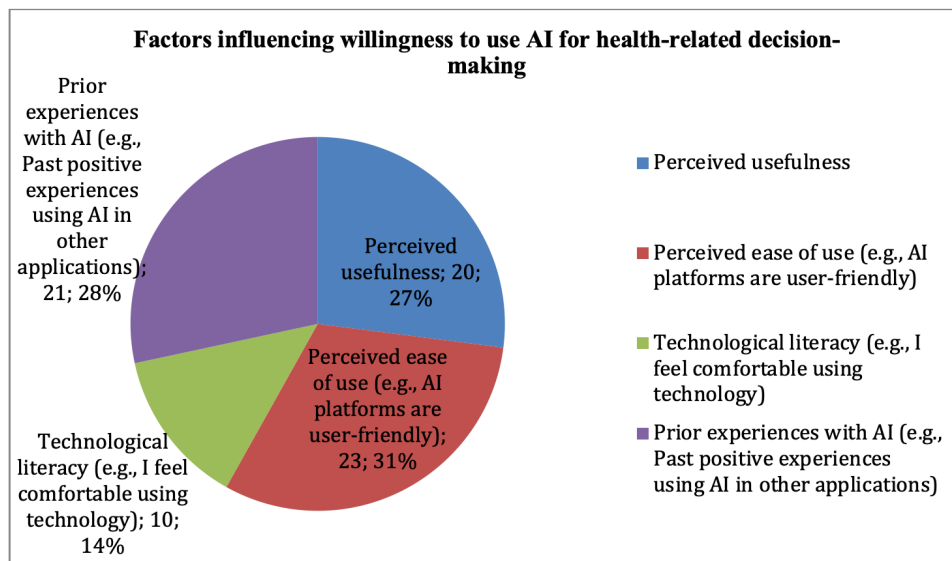 Factors influencing willingness to use AI for health-related decision-
making
Prior
experiences
with AI (e.g.,
Past positive
experiences
using AI in
other
applications);
21; 28%
Perceived
usefulness; 20;
27%
Perceived ease
of use (e.g., AI
platforms are
user-friendly);
23; 31%
Technological
literacy (e.g., I feel
comfortable using
technology); 10;
14%
Perceived usefulness
Perceived ease of use (e.g., AI
platforms are user-friendly)
Technological literacy (e.g., I
feel comfortable using
technology)
Prior experiences with AI (e.g.,
Past positive experiences
using AI in other applications)